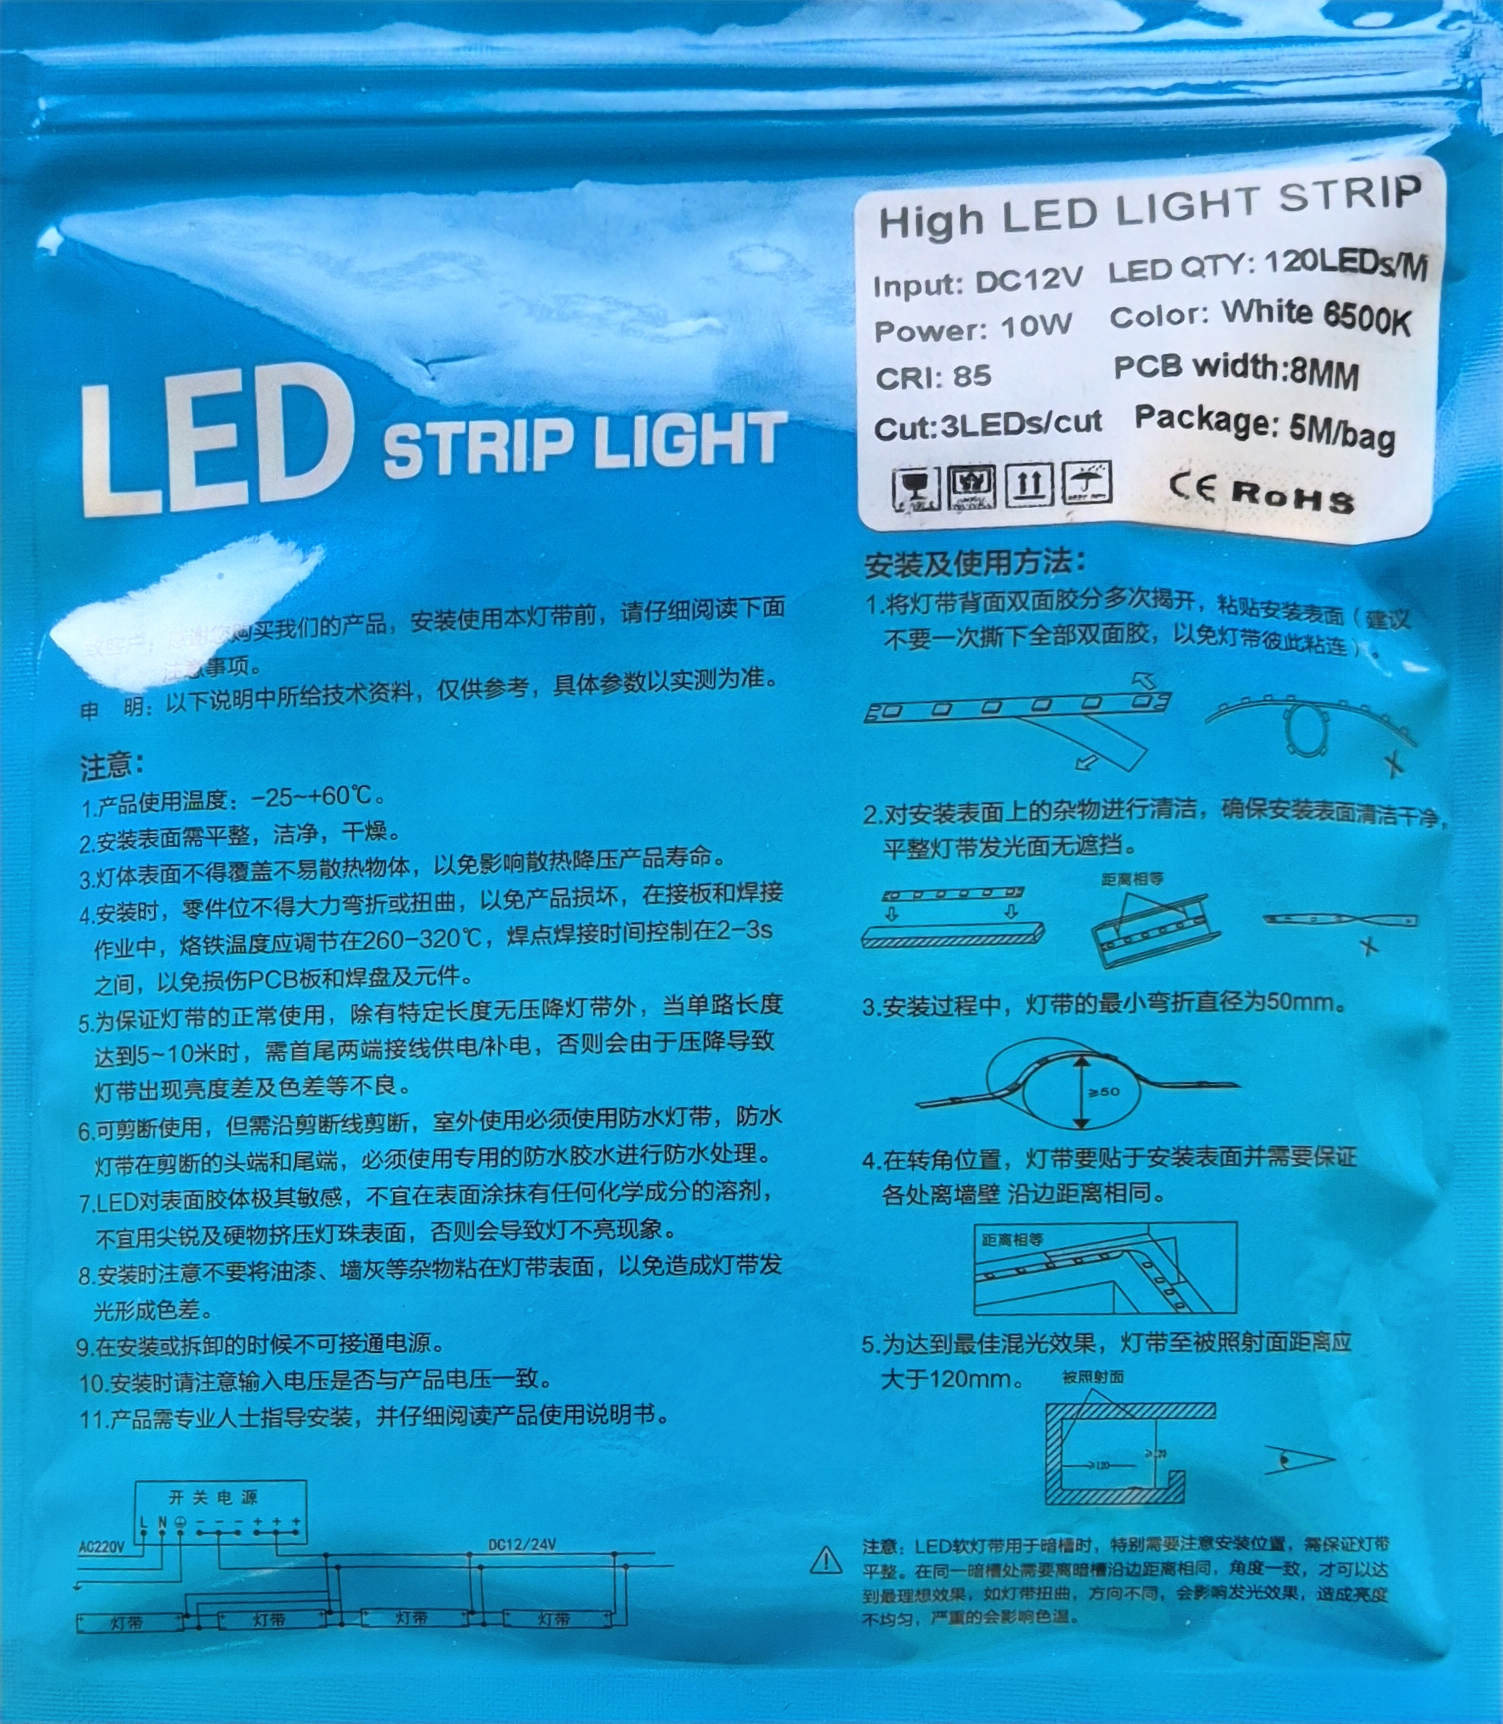 High LED LIGHT STRIP
Input: DC12V LED QTY: 120LEDs/M
Power: 10W Color: White 6500K
CRI: 85 PCB width:8MM
Cut:3LEDs/cut Package: 5M/bag
CE RoHS
LED STRIP LIGHT
购买我们的产品，安装使用本灯带前，请仔细阅读下面
注意事项。
申 明：以下说明中所给技术资料，仅供参考，具体参数以实测为准。
注意：
1.产品使用温度：-25~+60℃。
2.安装表面需平整，洁净，干燥。
3.灯体表面不得覆盖不易散热物体，以免影响散热降压产品寿命。
4.安装时，零件位不得大力弯折或扭曲，以免产品损坏，在接板和焊接
作业中，烙铁温度应调节在260-320℃，焊点焊接时间控制在2-3s
之间，以免损伤PCB板和焊盘及元件。
5.为保证灯带的正常使用，除有特定长度无压降灯带外，当单路长度
达到5~10米时，需首尾两端接线供电/补电，否则会由于压降导致
灯带出现亮度差及色差等不良。
6.可剪断使用，但需沿剪断线剪断，室外使用必须使用防水灯带，防水
灯带在剪断的头端和尾端，必须使用专用的防水胶水进行防水处理。
7.LED对表面胶体极其敏感，不宜在表面涂抹有任何化学成分的溶剂，
不宜用尖锐及硬物挤压灯珠表面，否则会导致灯不亮现象。
8.安装时注意不要将油漆、墙灰等杂物粘在灯带表面，以免造成灯带发
光形成色差。
9.在安装或拆卸的时候不可接通电源。
10.安装时请注意输入电压是否与产品电压一致。
11.产品需专业人士指导安装，并仔细阅读产品使用说明书。
开关电源
L N - - - + + +
AC220V
DC12/24V
灯带 灯带 灯带 灯带
安装及使用方法：
1.将灯带背面双面胶分多次揭开，粘贴安装表面（建议
不要一次撕下全部双面胶，以免灯带彼此粘连）。
2.对安装表面上的杂物进行清洁，确保安装表面清洁干净，
平整灯带发光面无遮挡。
距离相等
3.安装过程中，灯带的最小弯折直径为50mm。
≥50
4.在转角位置，灯带要贴于安装表面并需要保证
各处离墙壁 沿边距离相同。
距离相等
5.为达到最佳混光效果，灯带至被照射面距离应
大于120mm。
被照射面
≥120
注意：LED软灯带用于暗槽时，特别需要注意安装位置，需保证灯带
平整。在同一暗槽处需要离暗槽沿边距离相同，角度一致，才可以达
到最理想效果，如灯带扭曲，方向不同，会影响发光效果，造成亮度
不均匀，严重的会影响色温。